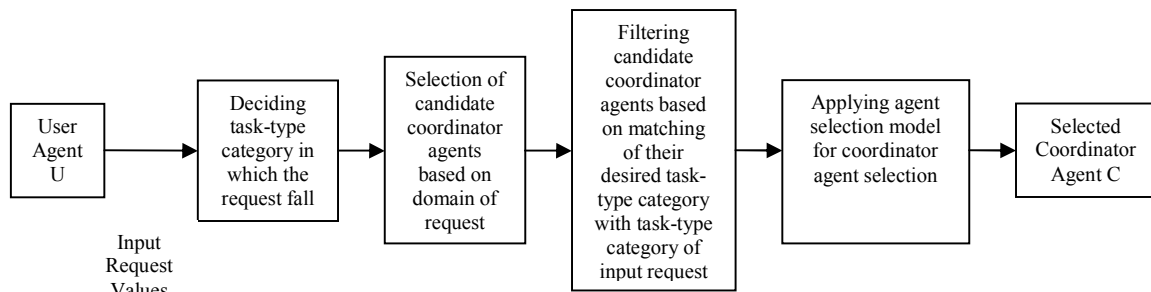 User
Agent
U
Input
Request
Values
Deciding
task-type
category in
which the
request fall
Selection of
candidate
coordinator
agents
based on
domain of
request
Filtering
candidate
coordinator
agents based
on matching
of their
desired task-
type category
with task-type
category of
input request
Applying agent
selection model
for coordinator
agent selection
Selected
Coordinator
Agent C